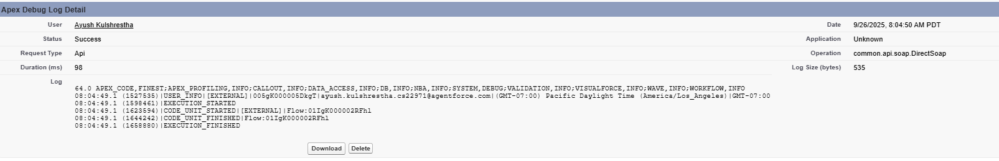 Apex Debug Log Detail
User Ayush Kulshrestha Date 9/26/2025, 8:04:50 AM PDT
Status Success Application Unknown
Request Type Api Operation common.api.soap.DirectSoap
Duration (ms) 98 Log Size (bytes) 535
Log
64.0 APEX_CODE,FINEST;APEX_PROFILING,INFO;CALLOUT,INFO;DATA_ACCESS,INFO;DB,INFO;NBA,INFO;SYSTEM,DEBUG;VALIDATION,INFO;VISUALFORCE,INFO;WAVE,INFO;WORKFLOW,INFO
08:04:49.1 (1527535)|USER_INFO|[EXTERNAL]|005gK000005DkgT|ayush.kulshrestha.cs22971@agentforce.com|(GMT-07:00) Pacific Daylight Time (America/Los_Angeles)|GMT-07:00
08:04:49.1 (1598461)|EXECUTION_STARTED
08:04:49.1 (1623594)|CODE_UNIT_STARTED|[EXTERNAL]|Flow:01IgK000002RFhl
08:04:49.1 (1644242)|CODE_UNIT_FINISHED|Flow:01IgK000002RFhl
08:04:49.1 (1658880)|EXECUTION_FINISHED
Download Delete